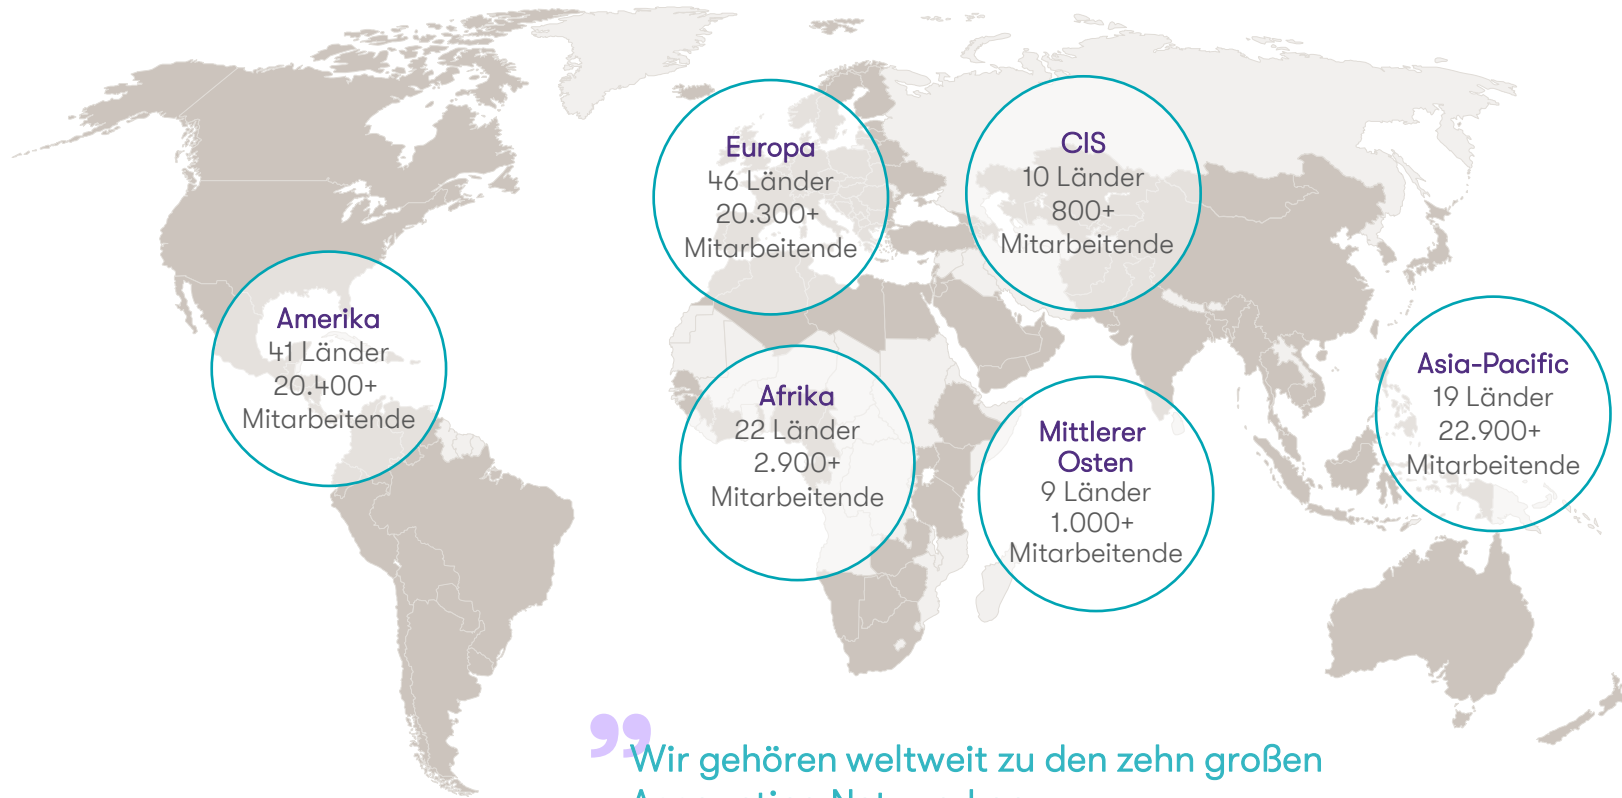 Europa
46 Länder
20.300+
Mitarbeitende
CIS
10 Länder
800+
Mitarbeitende
Amerika
41 Länder
20.400+
Mitarbeitende
Afrika
22 Länder
2.900+
Mitarbeitende
Mittlerer
Osten
9 Länder
1.000+
Mitarbeitende
Asia-Pacific
19 Länder
22.900+
Mitarbeitende
„Wir gehören weltweit zu den zehn großen